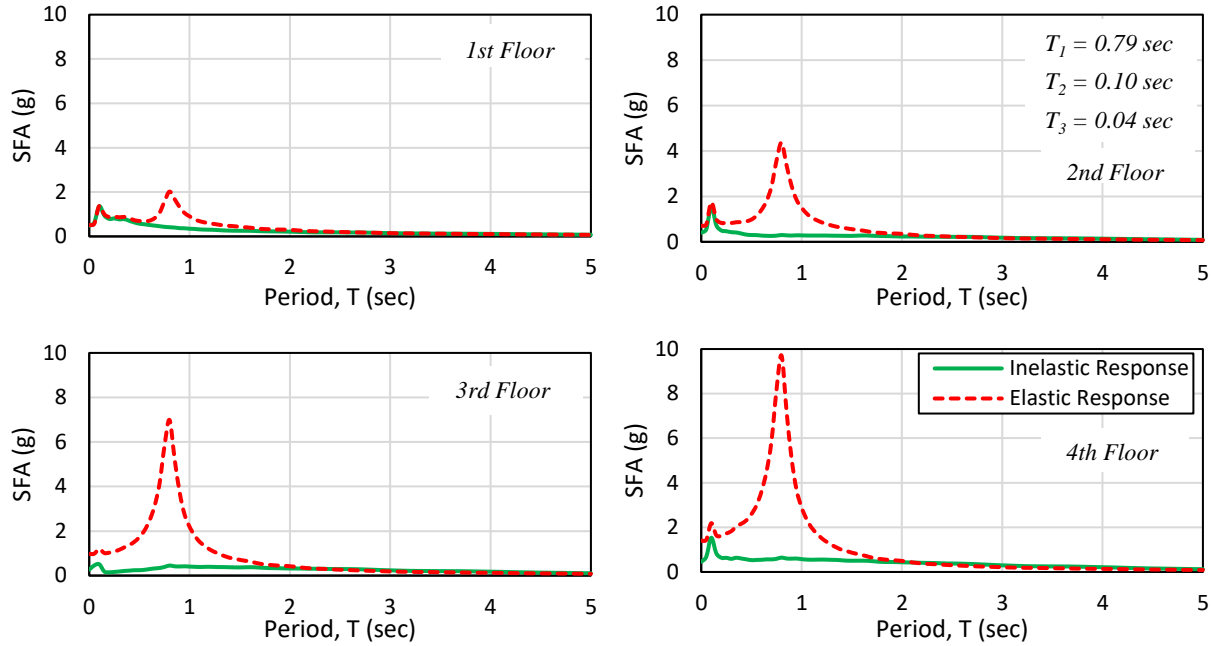 10
8
6
4
2
0
SFA (g)
1st Floor
0 1 2 3 4 5
Period, T (sec)
10
8
6
4
2
0
SFA (g)
T1 = 0.79 sec
T2 = 0.10 sec
T3 = 0.04 sec
2nd Floor
0 1 2 3 4 5
Period, T (sec)
10
8
6
4
2
0
SFA (g)
3rd Floor
0 1 2 3 4 5
Period, T (sec)
10
8
6
4
2
0
SFA (g)
Inelastic Response
Elastic Response
4th Floor
0 1 2 3 4 5
Period, T (sec)